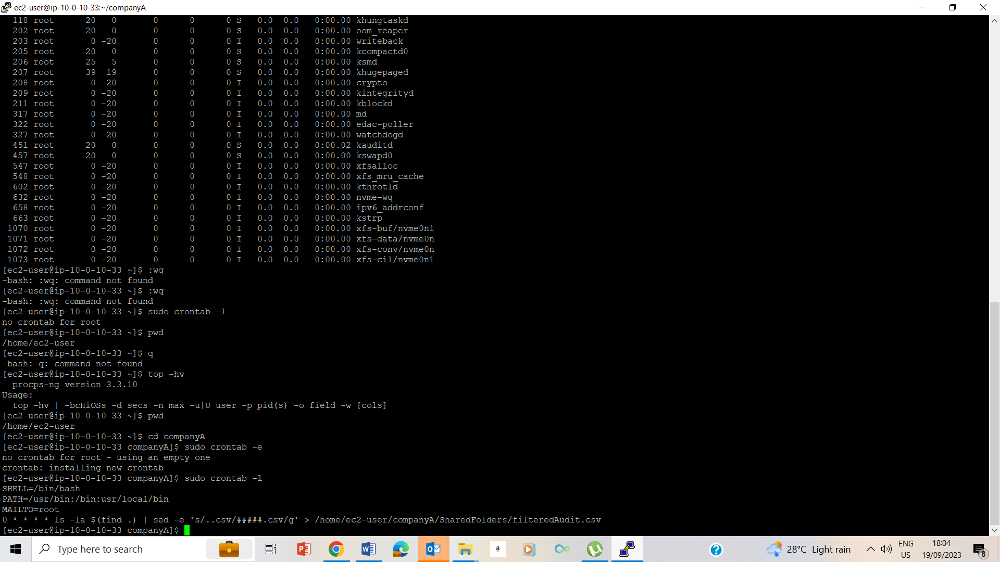 ec2-user@ip-10-0-10-33:~/companyA
118 root 20 0 0 0 0 S 0.0 0.0 0:00.00 khungtaskd
202 root 20 0 0 0 0 S 0.0 0.0 0:00.00 oom_reaper
203 root 0 -20 0 0 0 I 0.0 0.0 0:00.00 writeback
205 root 20 0 0 0 0 S 0.0 0.0 0:00.00 kcompactd0
206 root 25 5 0 0 0 S 0.0 0.0 0:00.00 ksmd
207 root 39 19 0 0 0 S 0.0 0.0 0:00.00 khugepaged
208 root 0 -20 0 0 0 I 0.0 0.0 0:00.00 crypto
209 root 0 -20 0 0 0 I 0.0 0.0 0:00.00 kintegrityd
211 root 0 -20 0 0 0 I 0.0 0.0 0:00.00 kblockd
317 root 0 -20 0 0 0 I 0.0 0.0 0:00.00 md
322 root 0 -20 0 0 0 I 0.0 0.0 0:00.00 edac-poller
327 root 0 -20 0 0 0 I 0.0 0.0 0:00.00 watchdogd
451 root 20 0 0 0 0 S 0.0 0.0 0:00.02 kauditd
457 root 20 0 0 0 0 S 0.0 0.0 0:00.00 kswapd0
547 root 0 -20 0 0 0 I 0.0 0.0 0:00.00 xfsalloc
548 root 0 -20 0 0 0 I 0.0 0.0 0:00.00 xfs_mru_cache
602 root 0 -20 0 0 0 I 0.0 0.0 0:00.00 kthrotld
632 root 0 -20 0 0 0 I 0.0 0.0 0:00.00 nvme-wq
658 root 0 -20 0 0 0 I 0.0 0.0 0:00.00 ipv6_addrconf
663 root 0 -20 0 0 0 I 0.0 0.0 0:00.00 kstrp
1070 root 0 -20 0 0 0 I 0.0 0.0 0:00.00 xfs-buf/nvme0n1
1071 root 0 -20 0 0 0 I 0.0 0.0 0:00.00 xfs-data/nvme0n
1072 root 0 -20 0 0 0 I 0.0 0.0 0:00.00 xfs-conv/nvme0n
1073 root 0 -20 0 0 0 I 0.0 0.0 0:00.00 xfs-cil/nvme0n1
[ec2-user@ip-10-0-10-33 ~]$ :wq
-bash: :wq: command not found
[ec2-user@ip-10-0-10-33 ~]$ :wq
-bash: :wq: command not found
[ec2-user@ip-10-0-10-33 ~]$ sudo crontab -l
no crontab for root
[ec2-user@ip-10-0-10-33 ~]$ pwd
/home/ec2-user
[ec2-user@ip-10-0-10-33 ~]$ q
-bash: q: command not found
[ec2-user@ip-10-0-10-33 ~]$ top -hv
procps-ng version 3.3.10
Usage:
top -hv | -bcHiOSs -d secs -n max -u|U user -p pid(s) -o field -w [cols]
[ec2-user@ip-10-0-10-33 ~]$ pwd
/home/ec2-user
[ec2-user@ip-10-0-10-33 ~]$ cd companyA
[ec2-user@ip-10-0-10-33 companyA]$ sudo crontab -e
no crontab for root - using an empty one
crontab: installing new crontab
[ec2-user@ip-10-0-10-33 companyA]$ sudo crontab -l
SHELL=/bin/bash
PATH=/usr/bin:/bin:usr/local/bin
MAILTO=root
0 * * * * ls -la $(find .) | sed -e 's/..csv/#####.csv/g' > /home/ec2-user/companyA/SharedFolders/filteredAudit.csv
[ec2-user@ip-10-0-10-33 companyA]$
Type here to search
28°C Light rain
ENG
US
18:04
19/09/2023
8